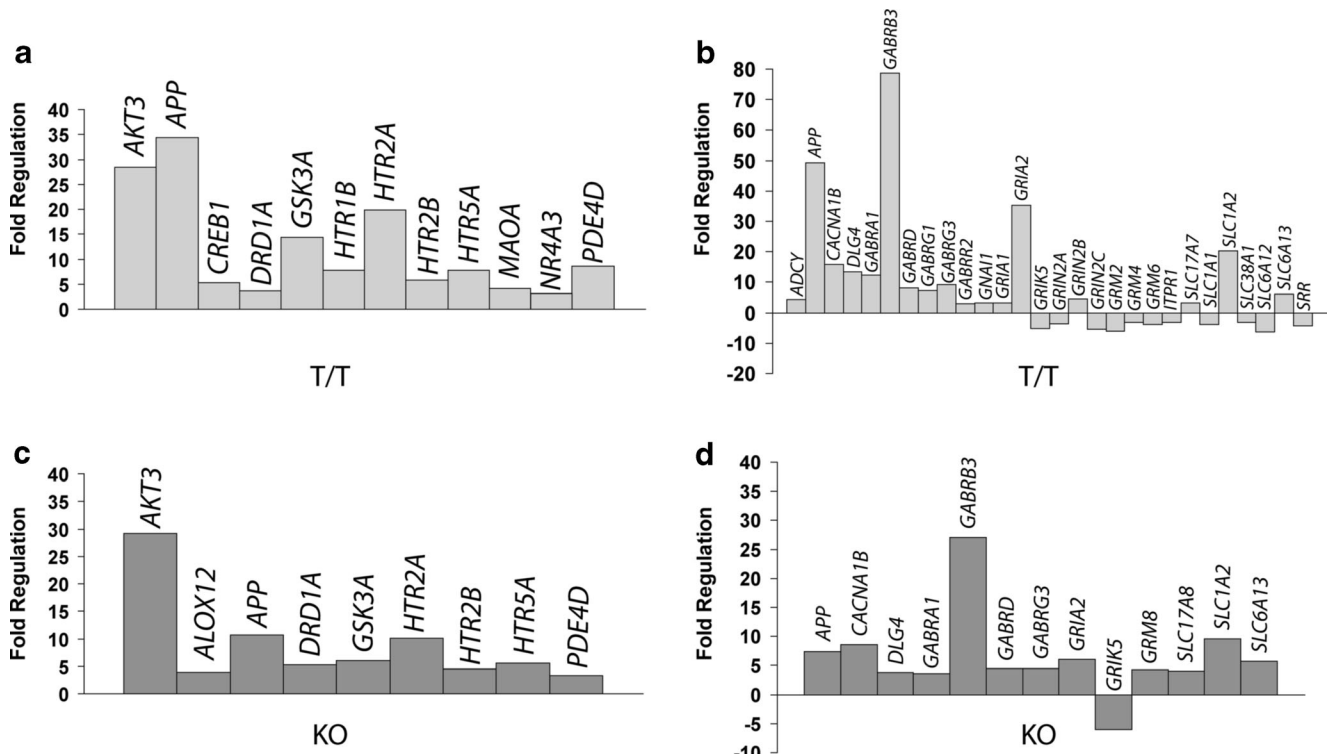 a
Fold Regulation
40
35
30
25
20
15
10
5
0
AKT3
APP
CREB1
DRD1A
GSK3A
HTR1B
HTR2A
HTR2B
HTR5A
MAOA
NR4A3
PDE4D
T/T
b
Fold Regulation
80
70
60
50
40
30
20
10
0
-10
-20
ADCY
APP
CACNA1B
DLG4
GABRA1
GABRB3
GABRD
GABRG1
GABRG3
GABRR2
GNAI1
GRIA1
GRIA2
GRIK5
GRIN2A
GRIN2B
GRIN2C
GRM2
GRM4
GRM6
ITPR1
SLC17A7
SLC1A1
SLC1A2
SLC38A1
SLC6A12
SLC6A13
SRR
T/T
c
Fold Regulation
40
35
30
25
20
15
10
5
0
AKT3
ALOX12
APP
DRD1A
GSK3A
HTR2A
HTR2B
HTR5A
PDE4D
KO
d
Fold Regulation
40
35
30
25
20
15
10
5
0
-5
-10
APP
CACNA1B
DLG4
GABRA1
GABRB3
GABRD
GABRG3
GRIA2
GRIK5
GRM8
SLC17A8
SLC1A2
SLC6A13
KO